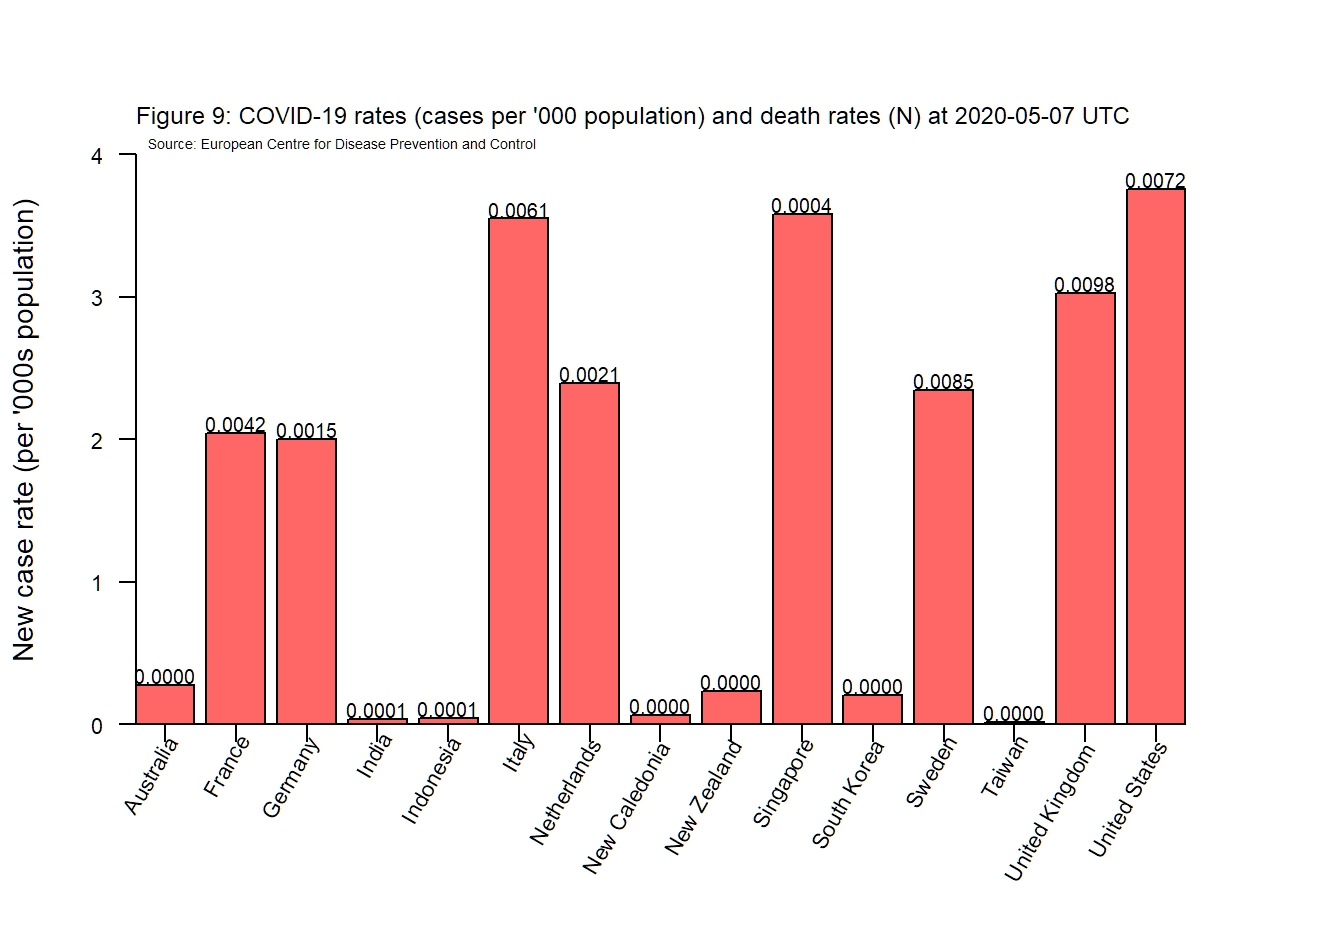 Figure 9: COVID-19 rates (cases per '000 population) and death rates (N) at 2020-05-07 UTC
Source: European Centre for Disease Prevention and Control
New case rate (per '000s population)
4
3
2
1
0
0.0000
0.0042
0.0015
0.0001
0.0001
0.0061
0.0021
0.0000
0.0000
0.0004
0.0000
0.0085
0.0000
0.0098
0.0072
Australia
France
Germany
India
Indonesia
Italy
Netherlands
New Caledonia
New Zealand
Singapore
South Korea
Sweden
Taiwan
United Kingdom
United States